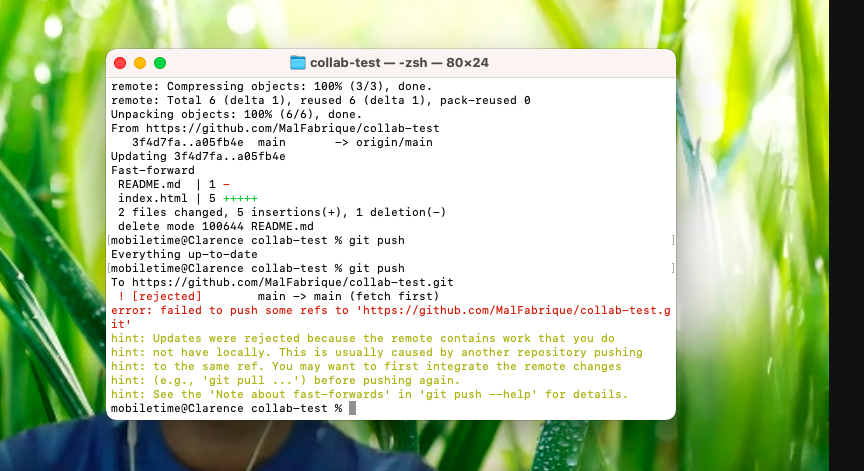 collab-test — -zsh — 80×24
remote: Compressing objects: 100% (3/3), done.
remote: Total 6 (delta 1), reused 6 (delta 1), pack-reused 0
Unpacking objects: 100% (6/6), done.
From https://github.com/MalFabrique/collab-test
   3f4d7fa..a05fb4e  main       -> origin/main
Updating 3f4d7fa..a05fb4e
Fast-forward
 README.md  | 1 -
 index.html | 5 +++++
 2 files changed, 5 insertions(+), 1 deletion(-)
 delete mode 100644 README.md
[mobiletime@Clarence collab-test % git push ]
Everything up-to-date
[mobiletime@Clarence collab-test % git push ]
To https://github.com/MalFabrique/collab-test.git
 ! [rejected]        main -> main (fetch first)
error: failed to push some refs to 'https://github.com/MalFabrique/collab-test.g
it'
hint: Updates were rejected because the remote contains work that you do
hint: not have locally. This is usually caused by another repository pushing
hint: to the same ref. You may want to first integrate the remote changes
hint: (e.g., 'git pull ...') before pushing again.
hint: See the 'Note about fast-forwards' in 'git push --help' for details.
mobiletime@Clarence collab-test %